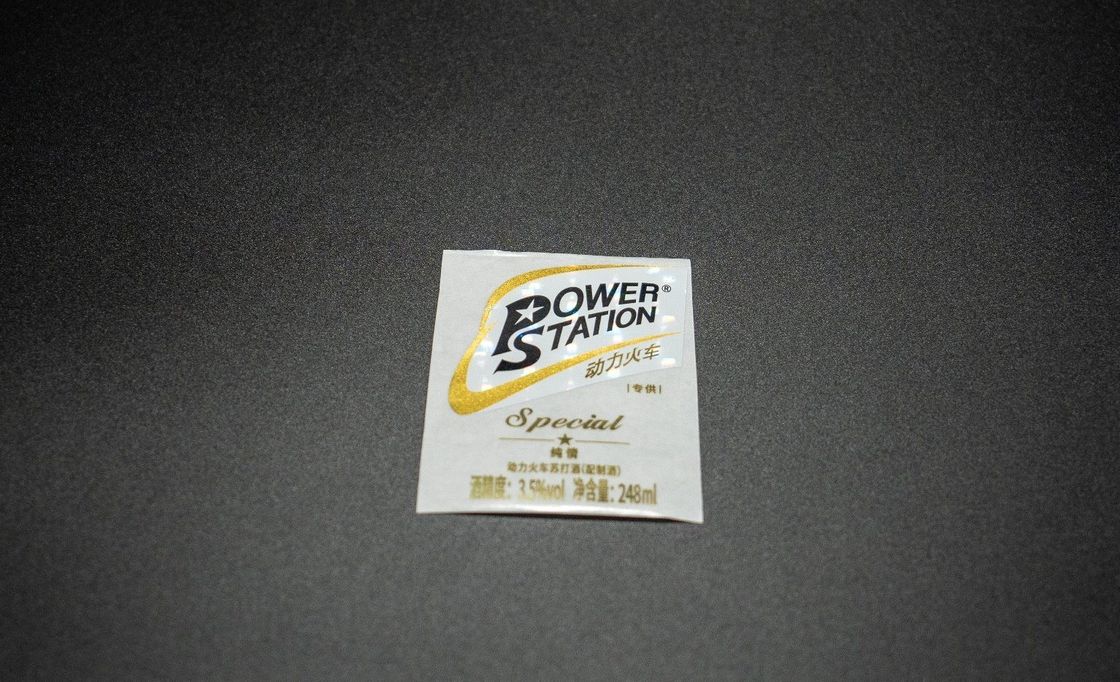 POWER®
STATION
动力火车
|专供|
Special
纯情
动力火车苏打酒(配制酒)
酒精度: 3.5%vol 净含量: 248ml